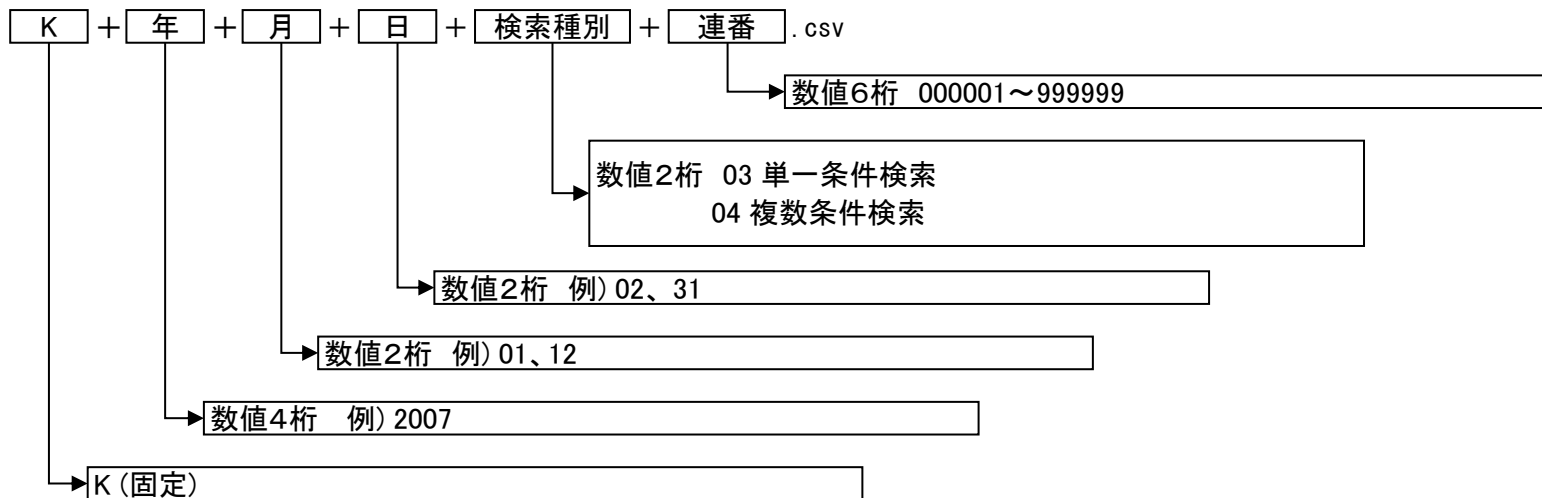 K + 年 + 月 + 日 + 検索種別 + 連番 .csv
数値6桁 000001～999999
数値2桁 03 単一条件検索
04 複数条件検索
数値2桁 例)02、31
数値2桁 例)01、12
数値4桁 例)2007
K(固定)